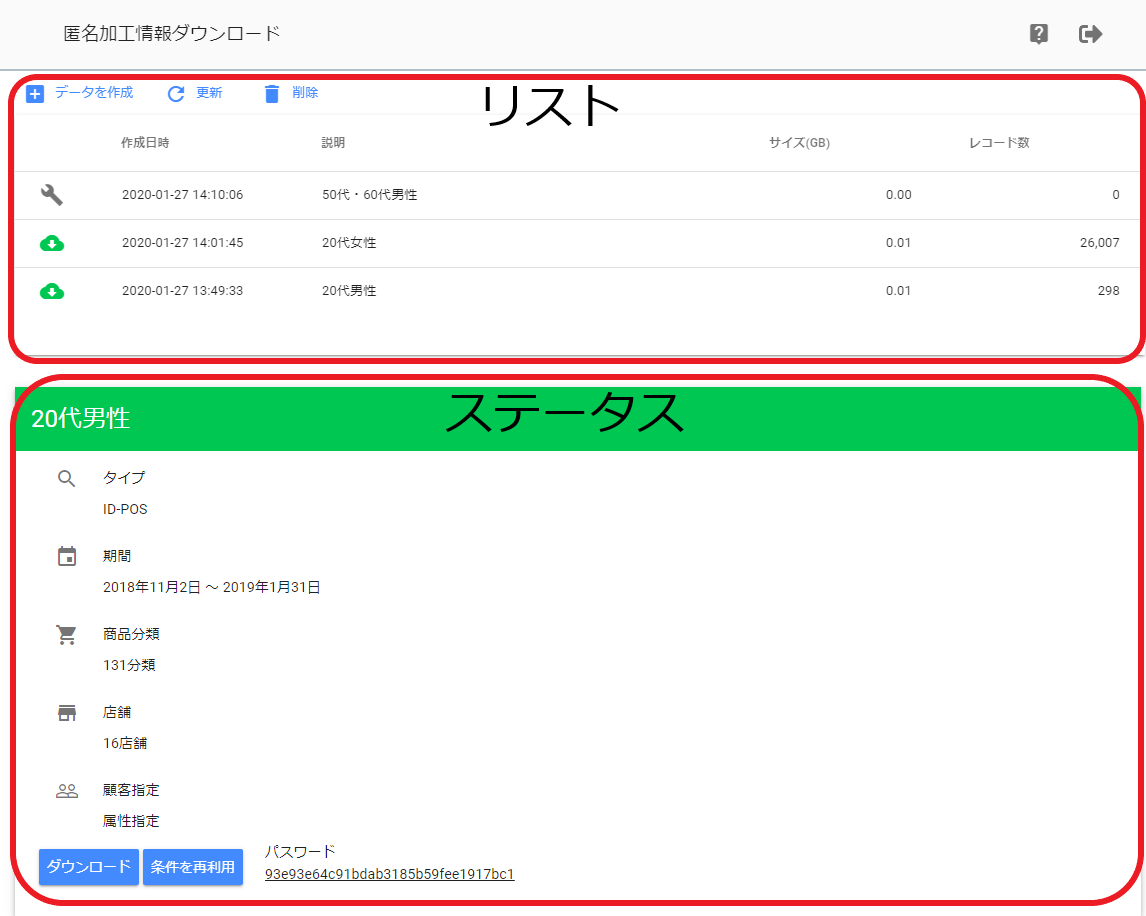 匿名加工情報ダウンロード
データを作成 更新 削除
リスト
作成日時 説明 サイズ(GB) レコード数
2020-01-27 14:10:06 50代・60代男性 0.00 0
2020-01-27 14:01:45 20代女性 0.01 26,007
2020-01-27 13:49:33 20代男性 0.01 298
20代男性
ステータス
タイプ
ID-POS
期間
2018年11月2日 〜 2019年1月31日
商品分類
131分類
店舗
16店舗
顧客指定
属性指定
ダウンロード 条件を再利用
パスワード
93e93e64c91bdab3185b59fee1917bc1